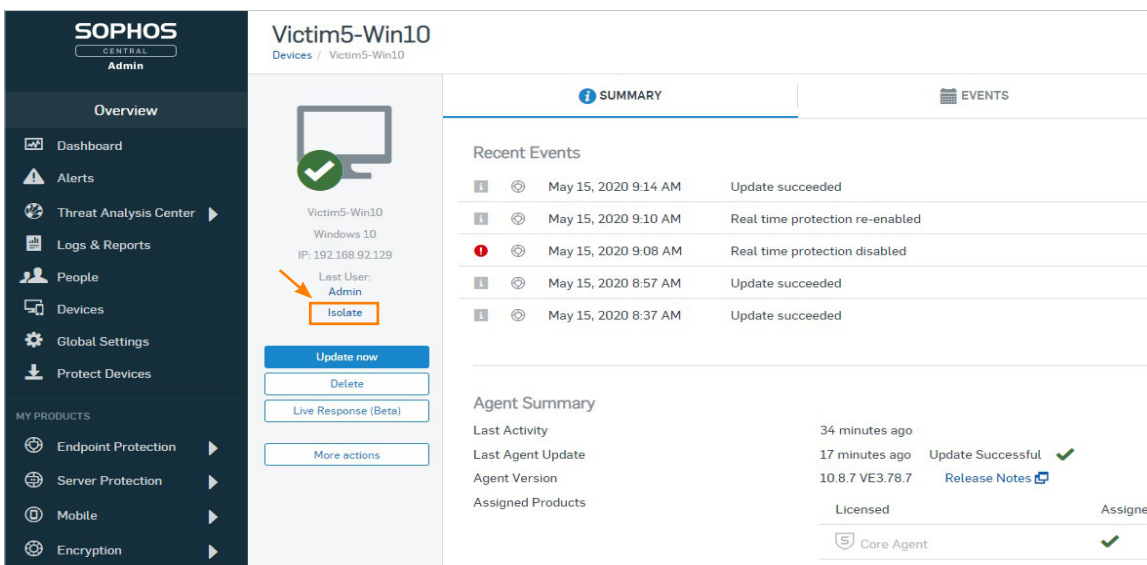 SOPHOS
CENTRAL
Admin
Overview
Dashboard
Alerts
Threat Analysis Center
Logs & Reports
People
Devices
Global Settings
Protect Devices
MY PRODUCTS
Endpoint Protection
Server Protection
Mobile
Encryption
Victim5-Win10
Devices / Victim5-Win10
Victim5-Win10
Windows 10
IP: 192.168.92.129
Last User:
Admin
Isolate
Update now
Delete
Live Response (Beta)
More actions
SUMMARY EVENTS
Recent Events
May 15, 2020 9:14 AM Update succeeded
May 15, 2020 9:10 AM Real time protection re-enabled
May 15, 2020 9:08 AM Real time protection disabled
May 15, 2020 8:57 AM Update succeeded
May 15, 2020 8:37 AM Update succeeded
Agent Summary
Last Activity 34 minutes ago
Last Agent Update 17 minutes ago Update Successful
Agent Version 10.8.7 VE3.78.7 Release Notes
Assigned Products
Licensed Assigne
Core Agent